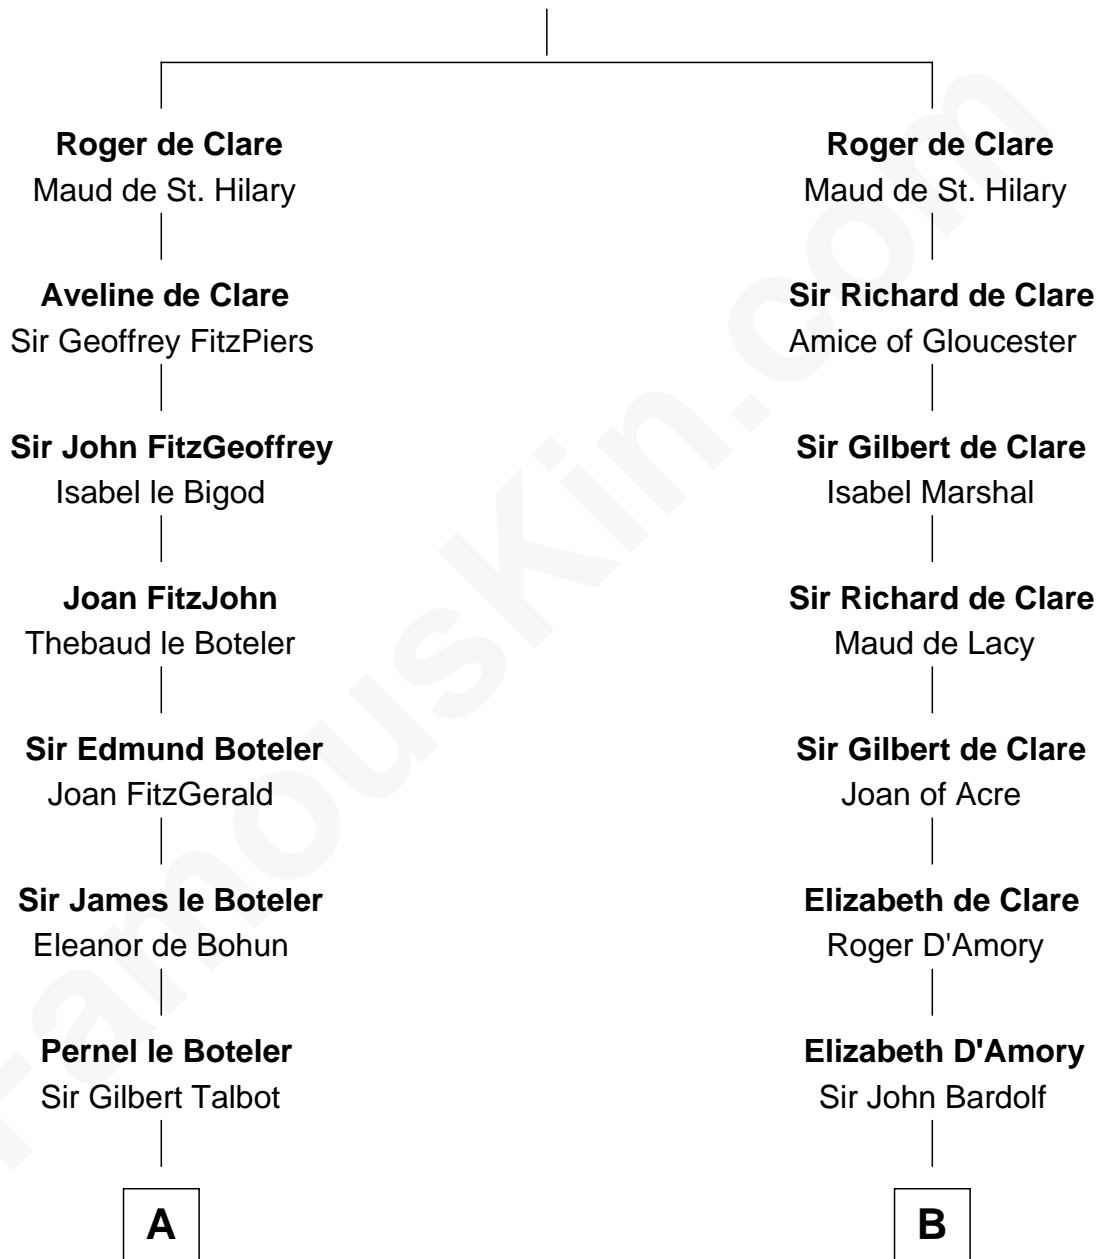 Roger de Clare
Maud de St. Hilary
Aveline de Clare
Sir Geoffrey FitzPiers
Sir John FitzGeoffrey
Isabel le Bigod
Joan FitzJohn
Thebaud le Boteler
Sir Edmund Boteler
Joan FitzGerald
Sir James le Boteler
Eleanor de Bohun
Pernel le Boteler
Sir Gilbert Talbot
A
Roger de Clare
Maud de St. Hilary
Sir Richard de Clare
Amice of Gloucester
Sir Gilbert de Clare
Isabel Marshal
Sir Richard de Clare
Maud de Lacy
Sir Gilbert de Clare
Joan of Acre
Elizabeth de Clare
Roger D'Amory
Elizabeth D'Amory
Sir John Bardolf
B
FamousKin.com